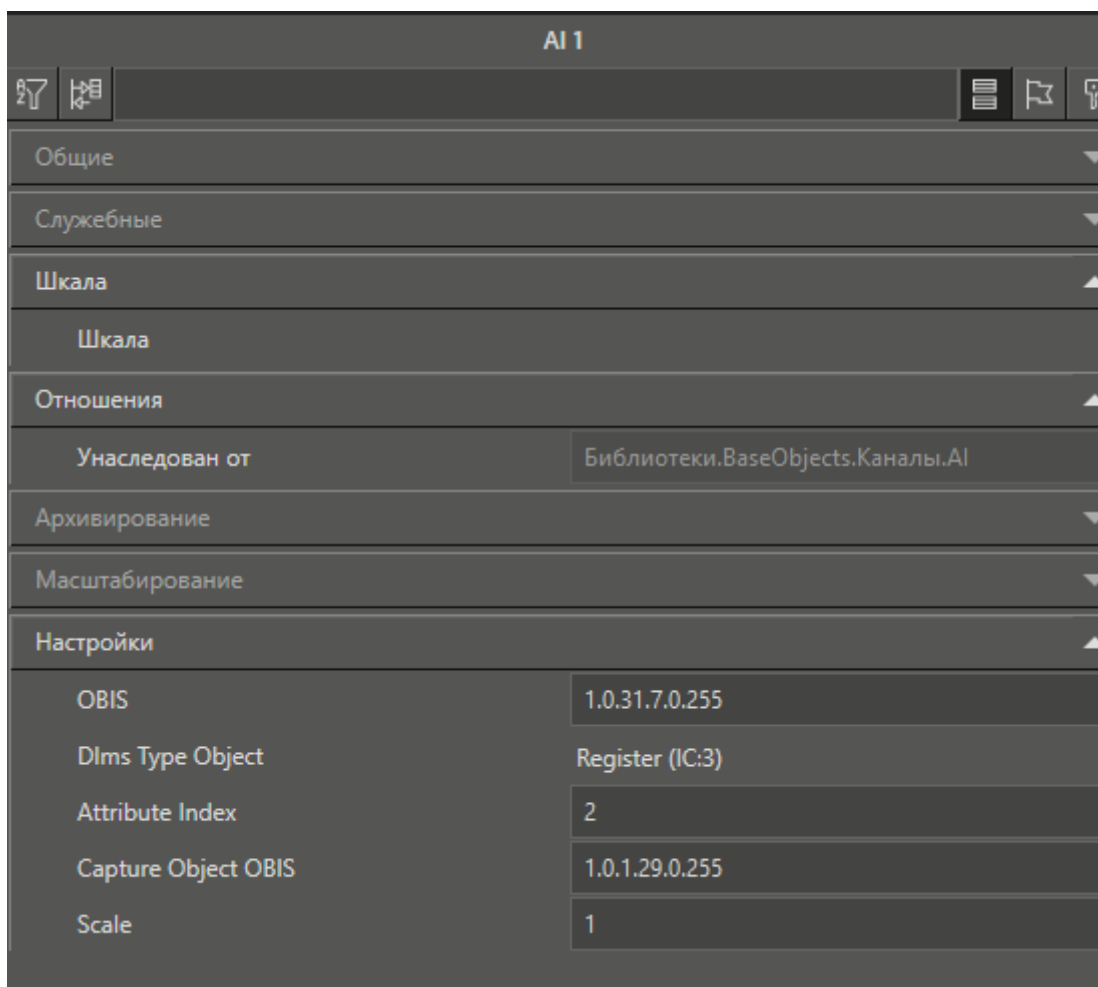 AI 1
Общие
Служебные
Шкала
Шкала
Отношения
Унаследован от Библиотеки.BaseObjects.Каналы.AI
Архивирование
Масштабирование
Настройки
OBIS 1.0.31.7.0.255
Dlms Type Object Register (IC:3)
Attribute Index 2
Capture Object OBIS 1.0.1.29.0.255
Scale 1